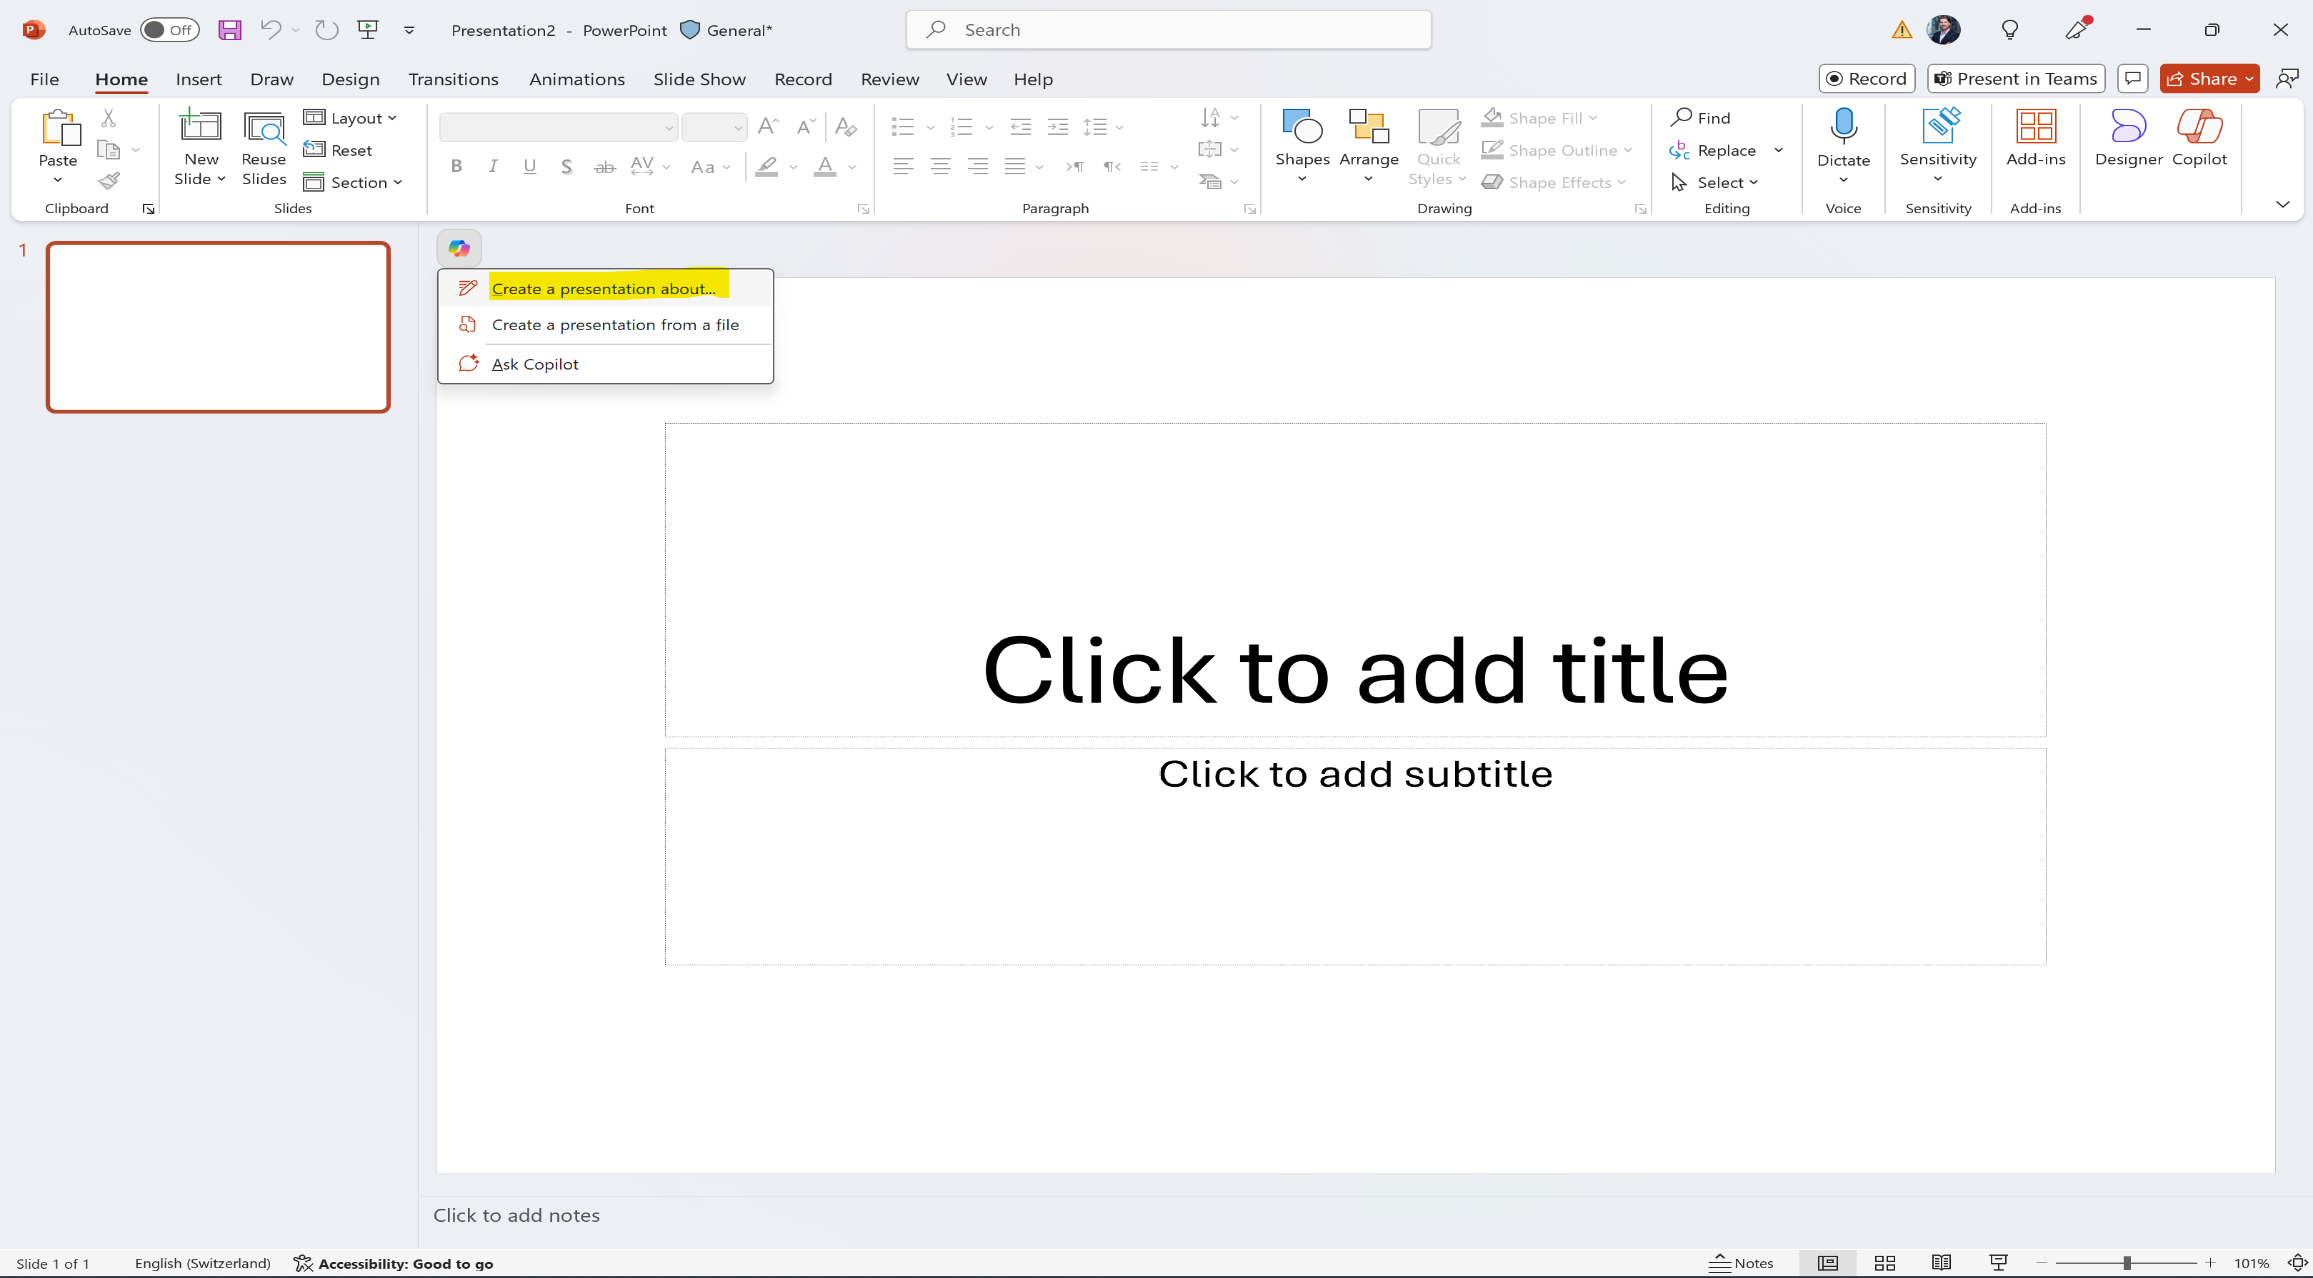 AutoSave Off Presentation2 - PowerPoint General* Search
File Home Insert Draw Design Transitions Animations Slide Show Record Review View Help Record Present in Teams Share
Paste
New Slide
Reuse Slides
Layout
Reset
Section
B I U S ab AV Aa A
Shapes
Arrange
Quick Styles
Shape Fill
Shape Outline
Shape Effects
Find
Replace
Select
Dictate
Sensitivity
Add-ins
Designer
Copilot
Clipboard Slides Font Paragraph Drawing Editing Voice Sensitivity Add-ins
1
Create a presentation about...
Create a presentation from a file
Ask Copilot
Click to add title
Click to add subtitle
Click to add notes
Slide 1 of 1 English (Switzerland) Accessibility: Good to go Notes 101%